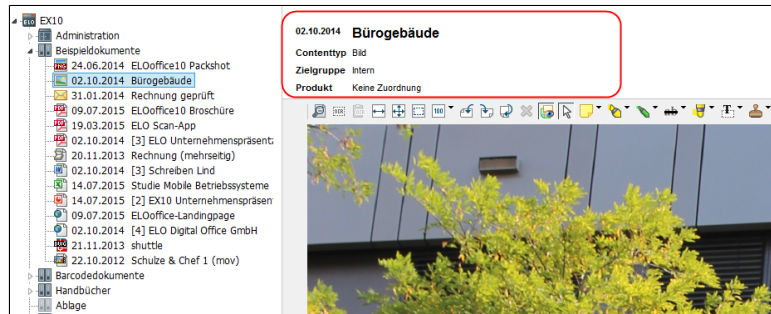 EX10
Administration
Beispieldokumente
24.06.2014 ELOoffice10 Packshot
02.10.2014 Bürogebäude
31.01.2014 Rechnung geprüft
09.07.2015 ELOoffice10 Broschüre
19.03.2015 ELO Scan-App
02.10.2014 [3] ELO Unternehmenspräsent
20.11.2013 Rechnung (mehrseitig)
02.10.2014 [3] Schreiben Lind
14.07.2015 Studie Mobile Betriebssysteme
14.07.2015 [2] EX10 Unternehmenspräsen
09.07.2015 ELOoffice-Landingpage
02.10.2014 [4] ELO Digital Office GmbH
21.11.2013 shuttle
22.10.2012 Schulze & Chef 1 (mov)
Barcodedokumente
Handbücher
Ablage
02.10.2014 Bürogebäude
Contenttyp Bild
Zielgruppe Intern
Produkt Keine Zuordnung
OCR 100 ab T